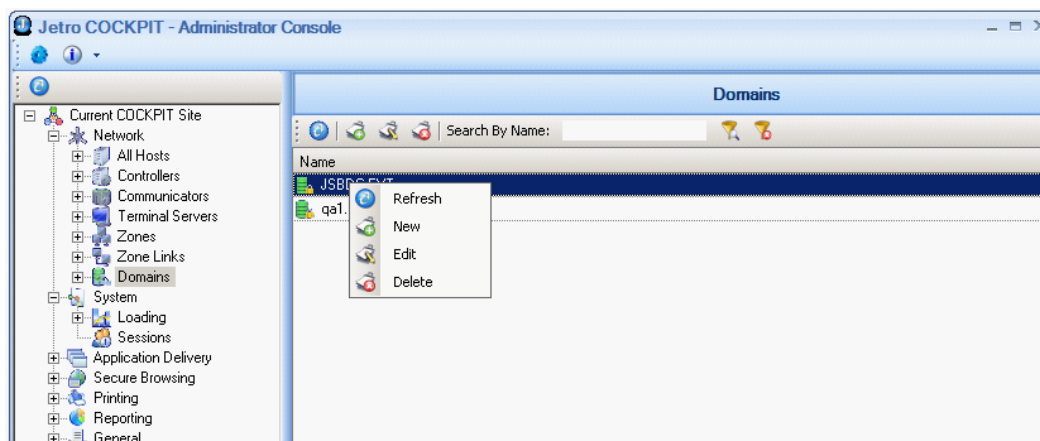 Jetro COCKPIT - Administrator Console
Domains
Current COCKPIT Site
Network
All Hosts
Controllers
Communicators
Terminal Servers
Zones
Zone Links
Domains
System
Loading
Sessions
Application Delivery
Secure Browsing
Printing
Reporting
General
Search By Name:
Name
qa1.
Refresh
New
Edit
Delete